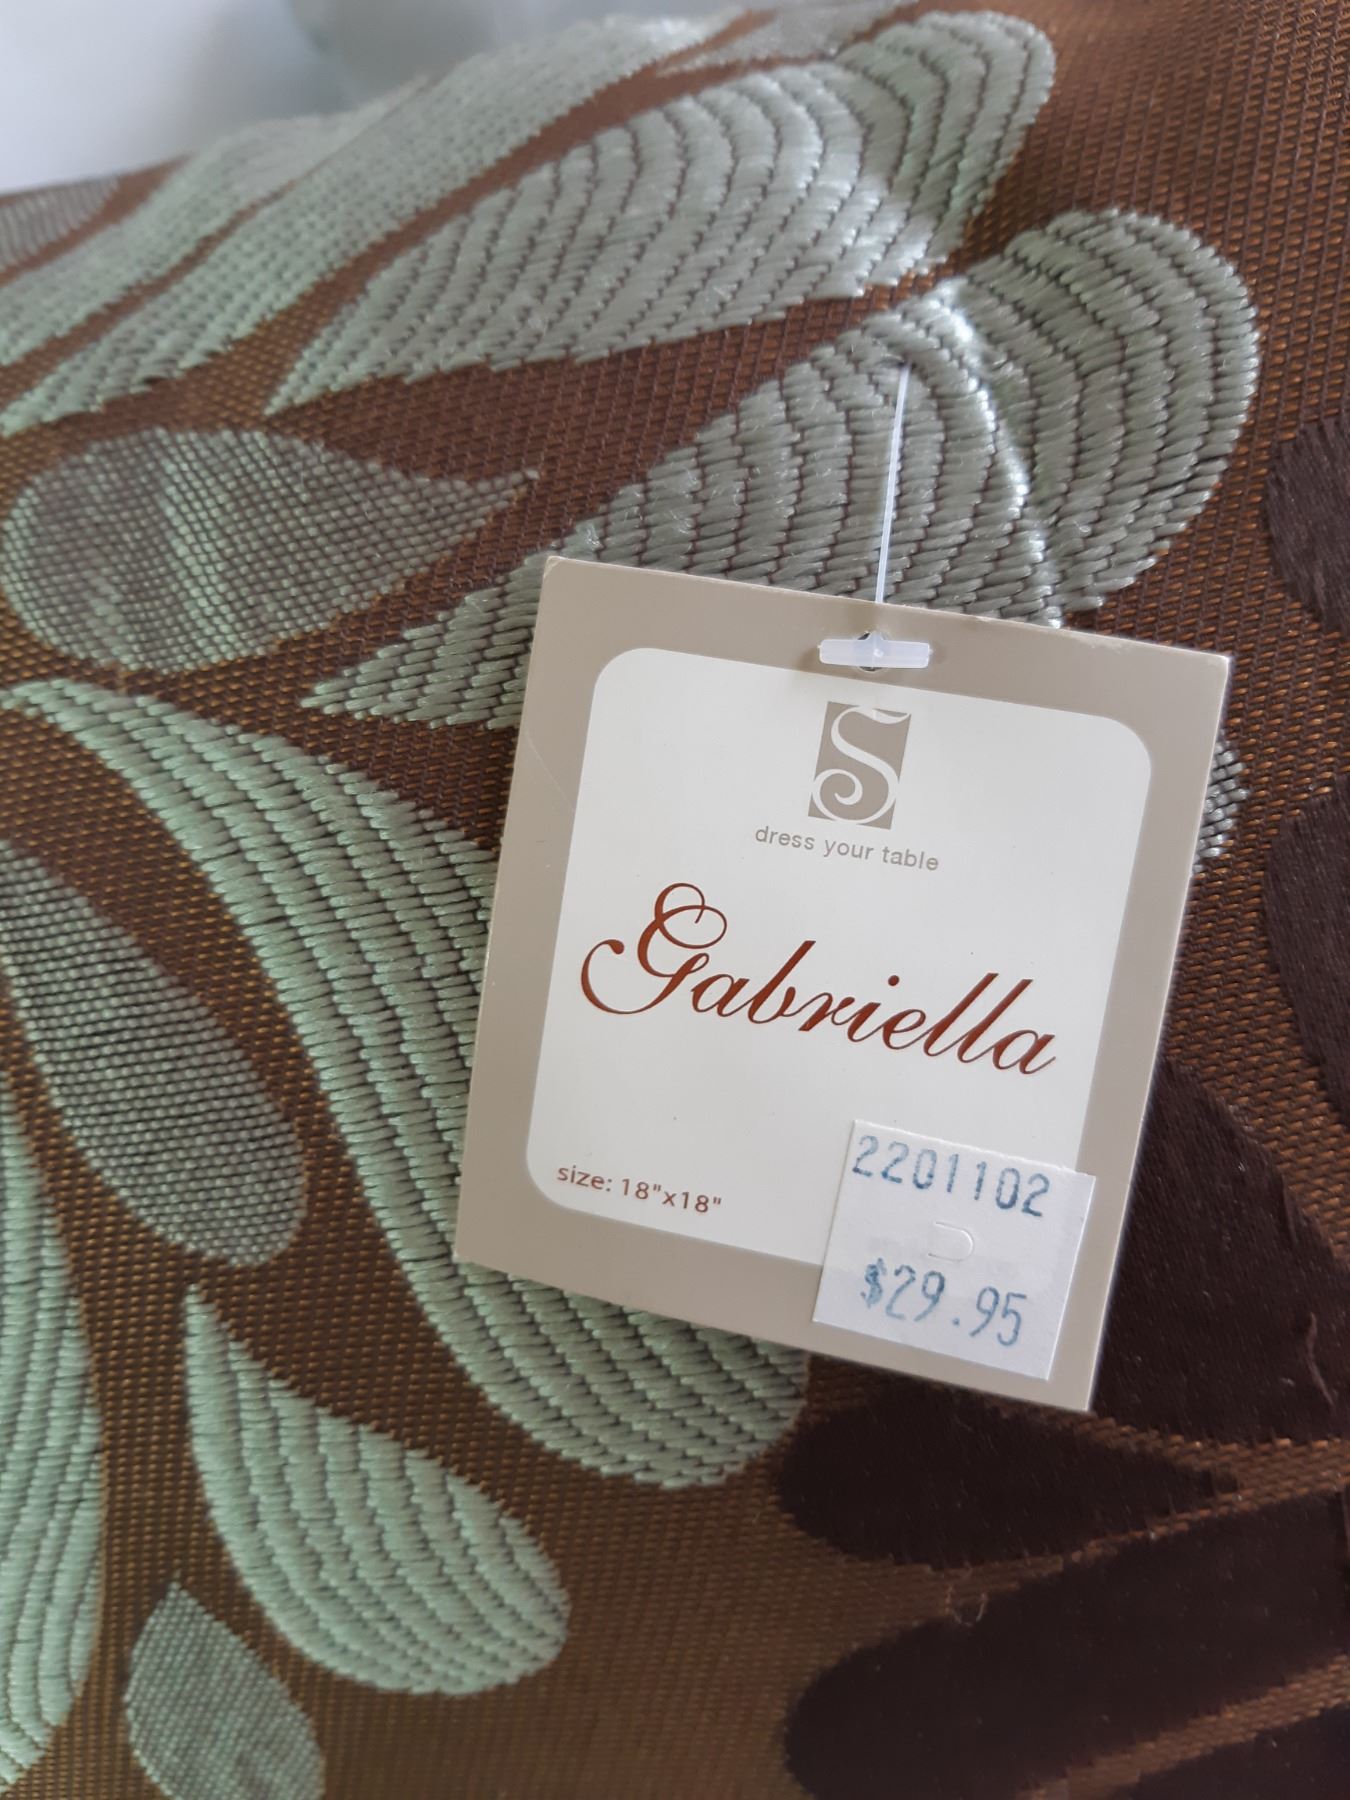 S
dress your table
Gabriella
size: 18"x18"
2201102
$29.95